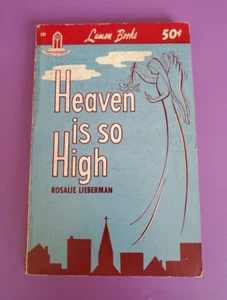 Lumen Books
50¢
Heaven
is so
High
ROSALIE LIEBERMAN